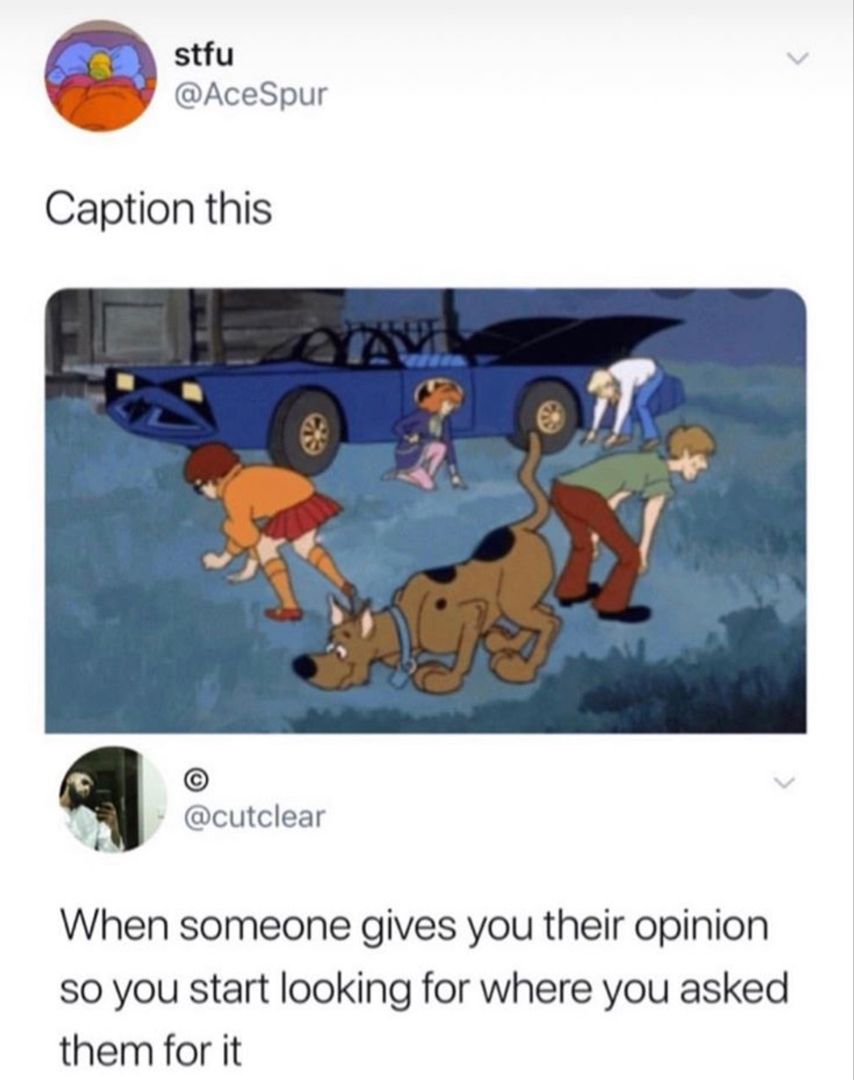 stfu
@AceSpur
Caption this
©
@cutclear
When someone gives you their opinion
so you start looking for where you asked
them for it